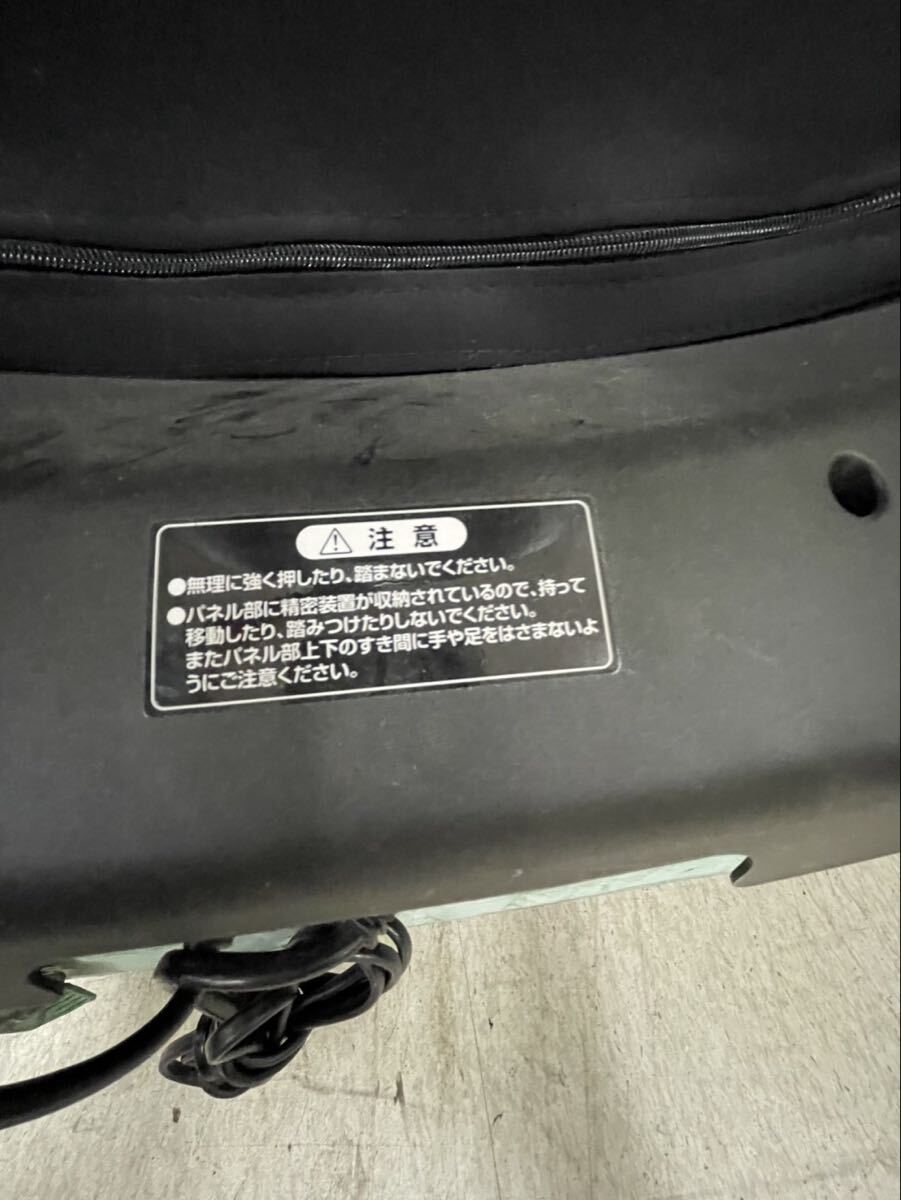 ⚠ 注意
●無理に強く押したり、踏まないでください。
●パネル部に精密装置が収納されているので、持って
移動したり、踏みつけたりしないでください。
またパネル部上下のすき間に手や足をはさまないよ
うにご注意ください。